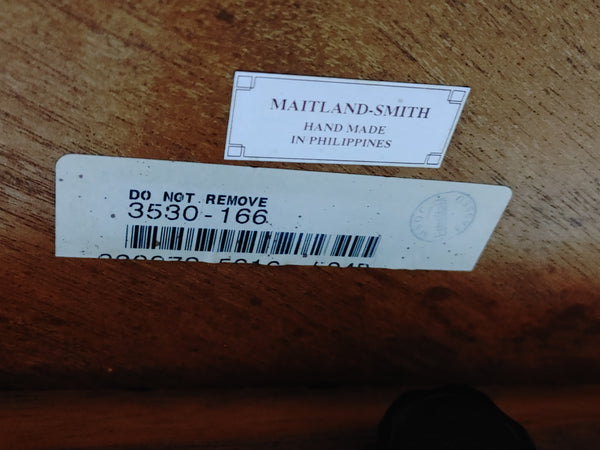 MAITLAND-SMITH
HAND MADE
IN PHILIPPINES
DO NOT REMOVE
3530-166